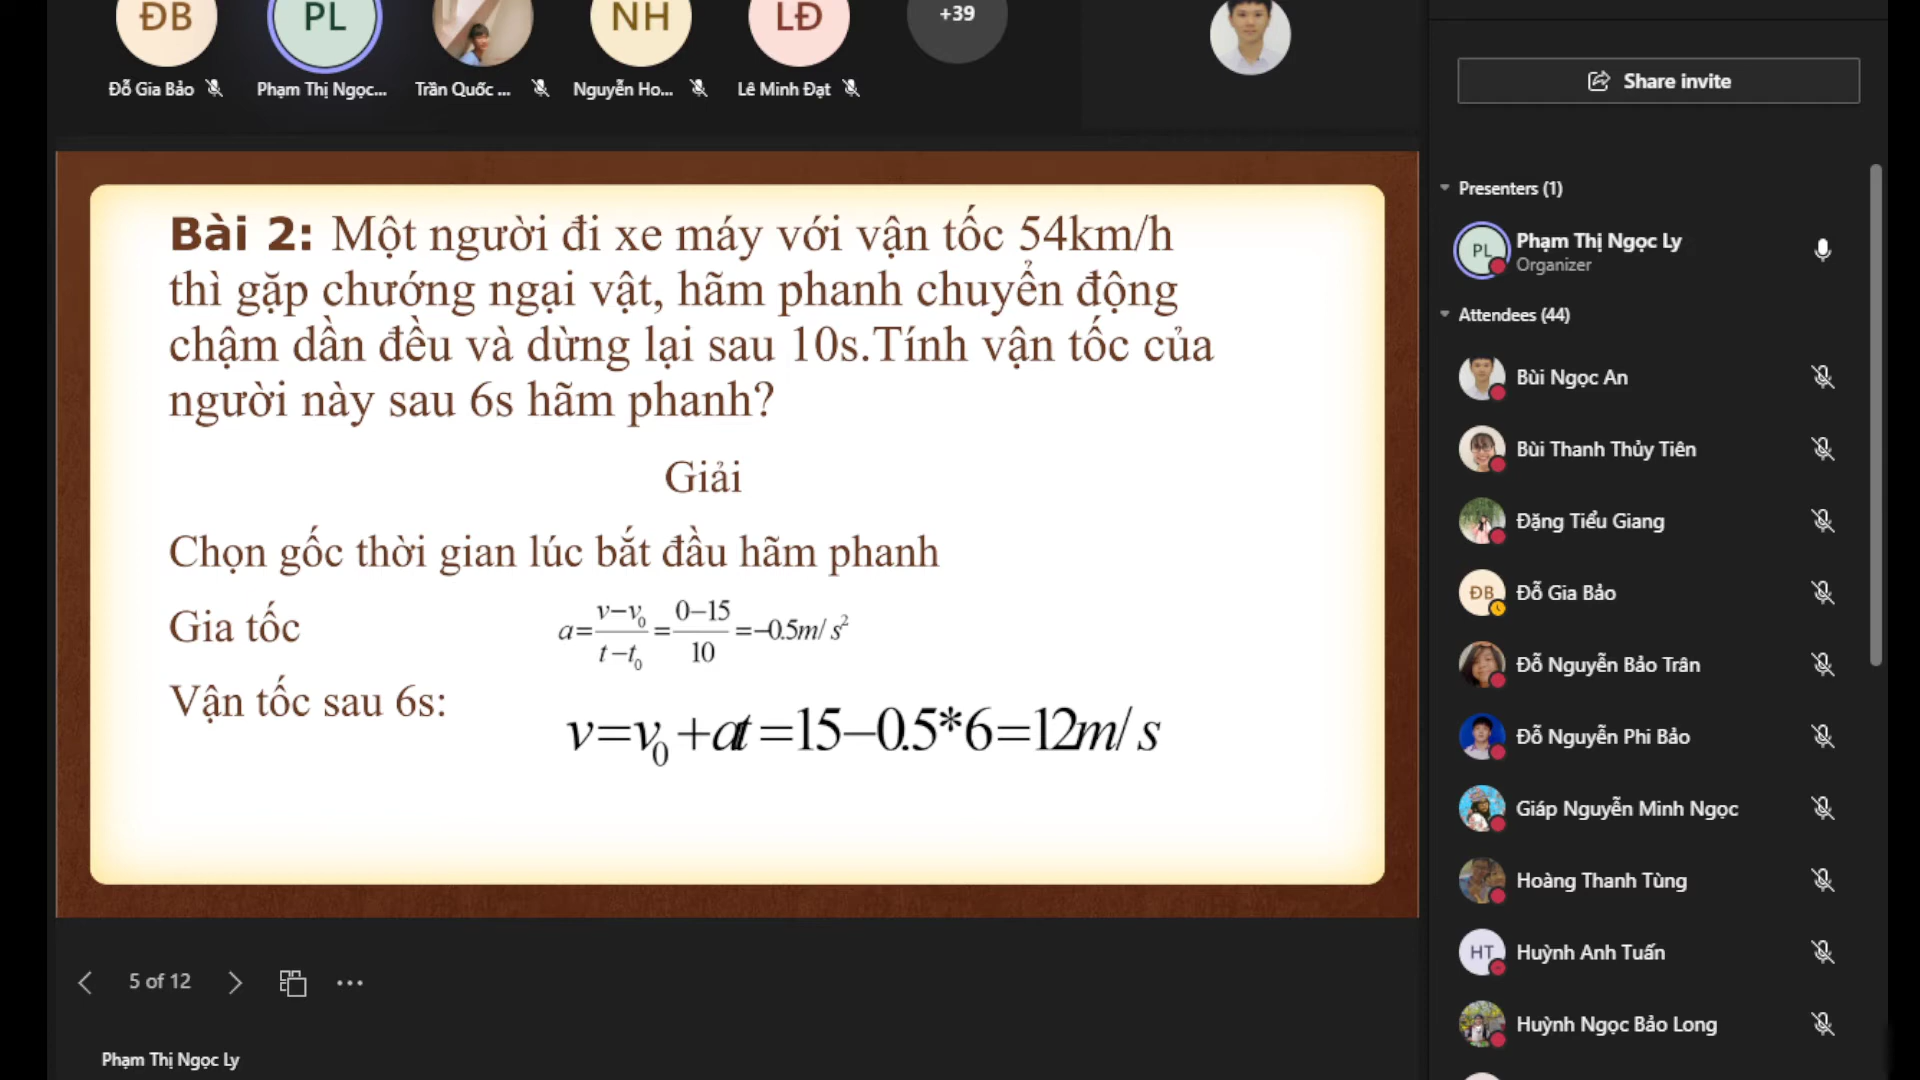 ĐB
PL
NH
LĐ
+39
Đỗ Gia Bảo
Phạm Thị Ngọc...
Trần Quốc ...
Nguyễn Ho...
Lê Minh Đạt
Bài 2: Một người đi xe máy với vận tốc 54km/h
thì gặp chướng ngại vật, hãm phanh chuyển động
chậm dần đều và dừng lại sau 10s.Tính vận tốc của
người này sau 6s hãm phanh?
Giải
Chọn gốc thời gian lúc bắt đầu hãm phanh
Gia tốc a=(v−v₀)/(t−t₀)=(0−15)/10=−0.5m/s²
Vận tốc sau 6s: v=v₀+at=15−0.5*6=12m/s
5 of 12
Phạm Thị Ngọc Ly
Share invite
Presenters (1)
PL
Phạm Thị Ngọc Ly
Organizer
Attendees (44)
Bùi Ngọc An
Bùi Thanh Thủy Tiên
Đặng Tiểu Giang
ĐB Đỗ Gia Bảo
Đỗ Nguyễn Bảo Trân
Đỗ Nguyễn Phi Bảo
Giáp Nguyễn Minh Ngọc
Hoàng Thanh Tùng
HT Huỳnh Anh Tuấn
Huỳnh Ngọc Bảo Long